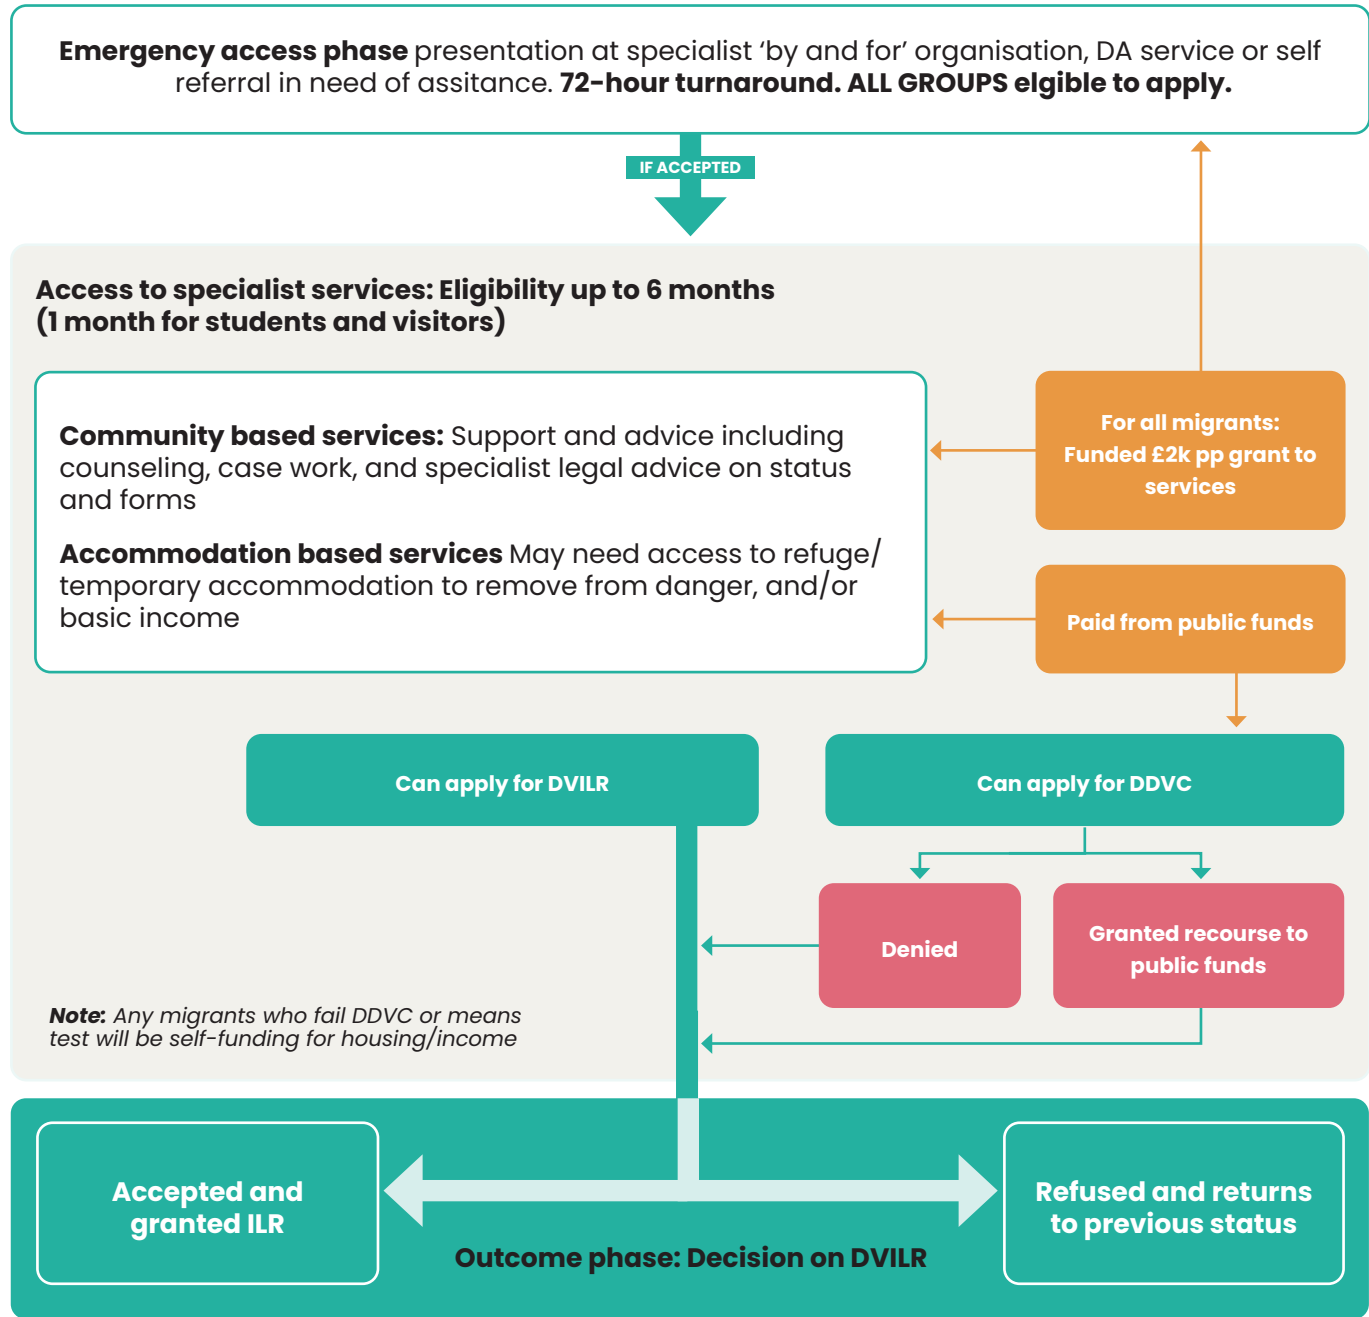 Emergency access phase presentation at specialist ‘by and for’ organisation, DA service or self
referral in need of assitance. 72-hour turnaround. ALL GROUPS elgible to apply.
IF ACCEPTED
Access to specialist services: Eligibility up to 6 months
(1 month for students and visitors)
Community based services: Support and advice including
counseling, case work, and specialist legal advice on status
and forms
Accommodation based services May need access to refuge/
temporary accommodation to remove from danger, and/or
basic income
For all migrants:
Funded £2k pp grant to
services
Paid from public funds
Can apply for DVILR
Can apply for DDVC
Denied
Granted recourse to
public funds
Note: Any migrants who fail DDVC or means
test will be self-funding for housing/income
Accepted and
granted ILR
Refused and returns
to previous status
Outcome phase: Decision on DVILR